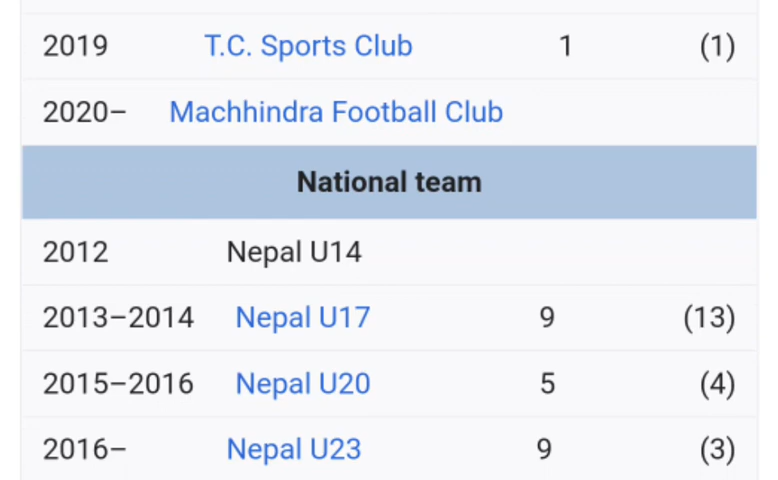 2019 T.C. Sports Club 1 (1)
2020– Machhindra Football Club
National team
2012 Nepal U14
2013–2014 Nepal U17 9 (13)
2015–2016 Nepal U20 5 (4)
2016– Nepal U23 9 (3)